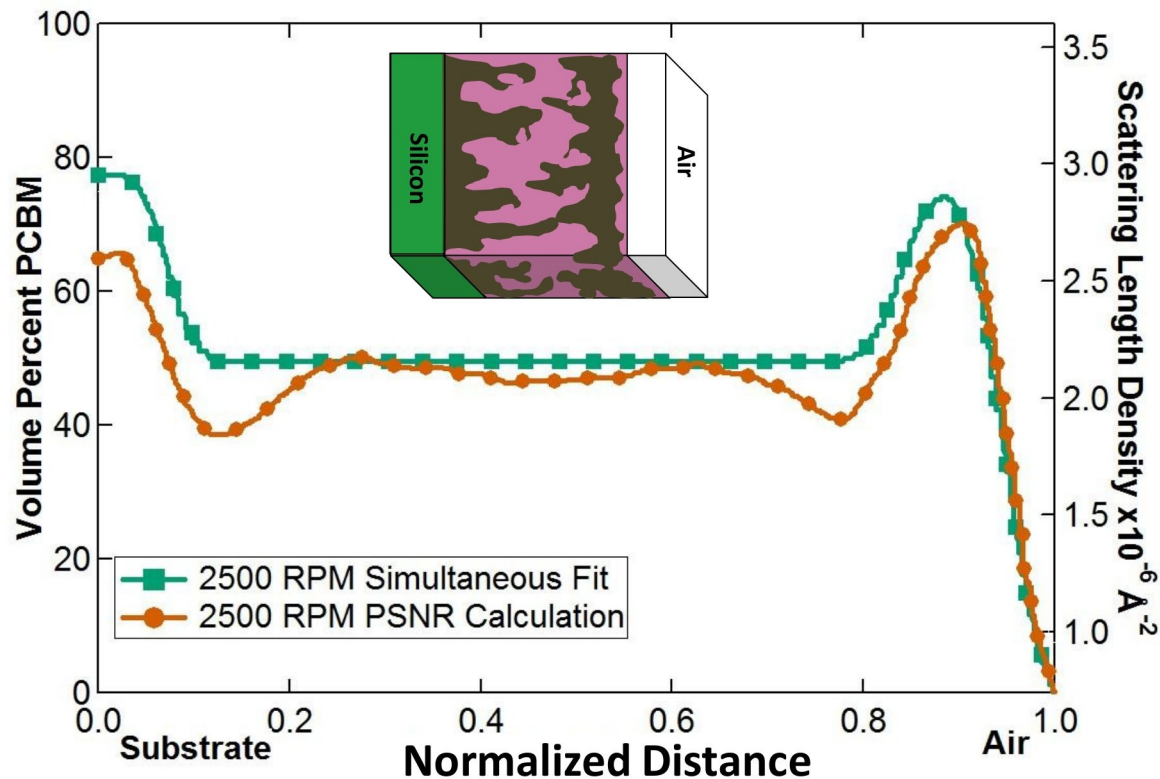 100
80
60
40
20
0
Volume Percent PCBM
Silicon
Air
3.5
3.0
2.5
2.0
1.5
1.0
Scattering Length Density x10⁻⁶ Å⁻²
2500 RPM Simultaneous Fit
2500 RPM PSNR Calculation
0.0 0.2 0.4 0.6 0.8 1.0
Substrate Air
Normalized Distance